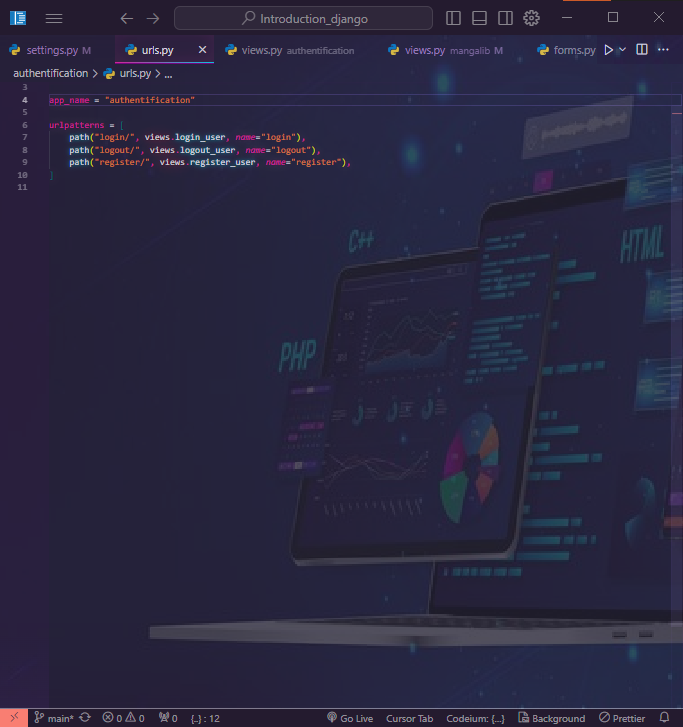 Introduction_django
settings.py M
urls.py
views.py authentification
views.py mangalib M
forms.py
authentification > urls.py > ...
3
4 app_name = "authentification"
5
6 urlpatterns = [
7 path("login/", views.login_user, name="login"),
8 path("logout/", views.logout_user, name="logout"),
9 path("register/", views.register_user, name="register"),
10 ]
11
C++
HTML
PHP
main* 0 0 0 {..} : 12 Go Live Cursor Tab Codeium: {...} Background Prettier